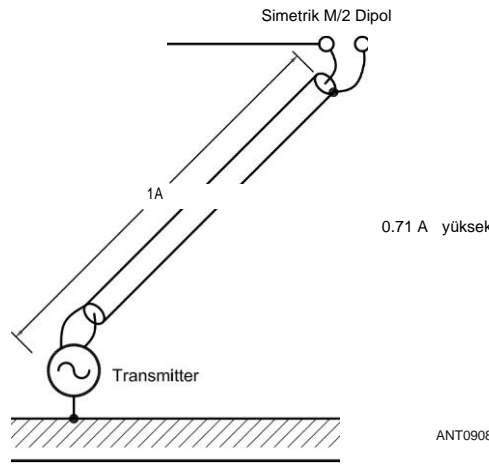 Simetrik M/2 Dipol
1A
0.71 A yüksek
Transmitter
ANT0908